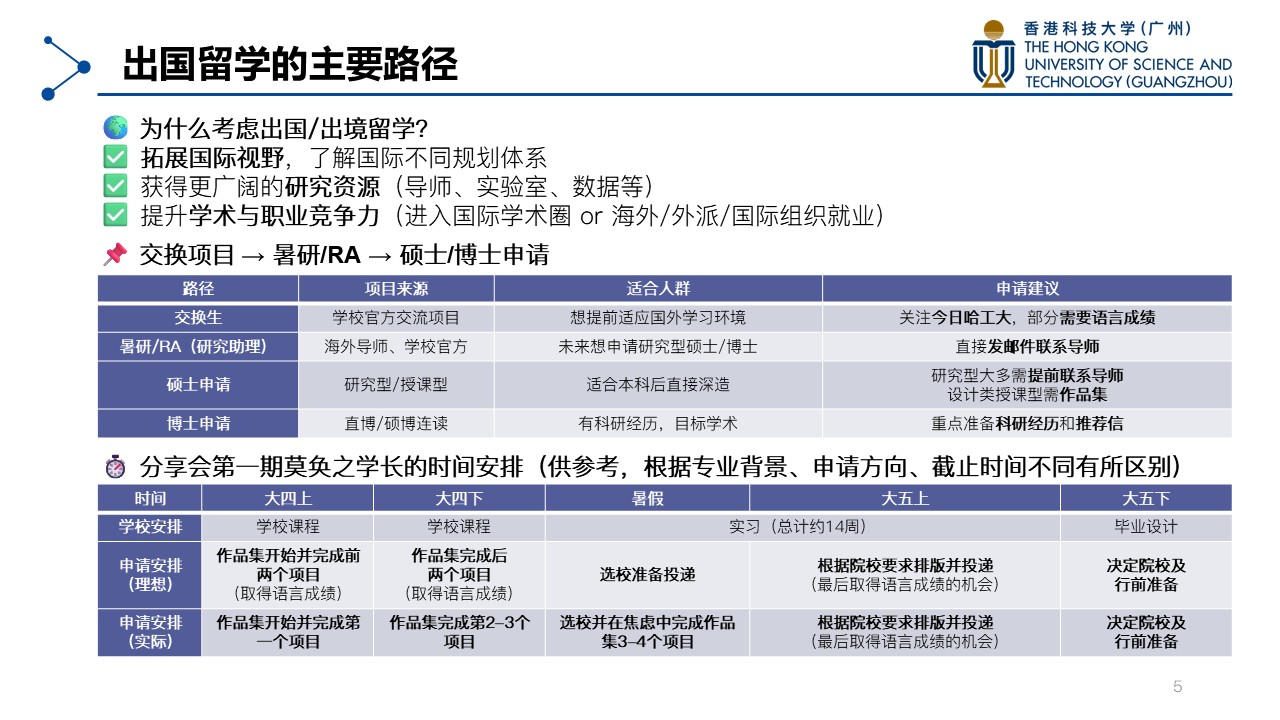 出国留学的主要路径
香港科技大学(广州)
THE HONG KONG
UNIVERSITY OF SCIENCE AND
TECHNOLOGY (GUANGZHOU)
为什么考虑出国/出境留学?
拓展国际视野，了解国际不同规划体系
获得更广阔的研究资源（导师、实验室、数据等）
提升学术与职业竞争力（进入国际学术圈 or 海外/外派/国际组织就业）
交换项目 → 暑研/RA → 硕士/博士申请
路径 项目来源 适合人群 申请建议
交换生 学校官方交流项目 想提前适应国外学习环境 关注今日哈工大，部分需要语言成绩
暑研/RA（研究助理） 海外导师、学校官方 未来想申请研究型硕士/博士 直接发邮件联系导师
硕士申请 研究型/授课型 适合本科后直接深造 研究型大多需提前联系导师
设计类授课型需作品集
博士申请 直博/硕博连读 有科研经历，目标学术 重点准备科研经历和推荐信
分享会第一期莫奂之学长的时间安排（供参考，根据专业背景、申请方向、截止时间不同有所区别）
时间 大四上 大四下 暑假 大五上 大五下
学校安排 学校课程 学校课程 实习（总计约14周） 毕业设计
申请安排
（理想）
作品集开始并完成前
两个项目
（取得语言成绩）
作品集完成后
两个项目
（取得语言成绩）
选校准备投递
根据院校要求排版并投递
（最后取得语言成绩的机会）
决定院校及
行前准备
申请安排
（实际）
作品集开始并完成第
一个项目
作品集完成第2–3个
项目
选校并在焦虑中完成作品
集3–4个项目
根据院校要求排版并投递
（最后取得语言成绩的机会）
决定院校及
行前准备
5